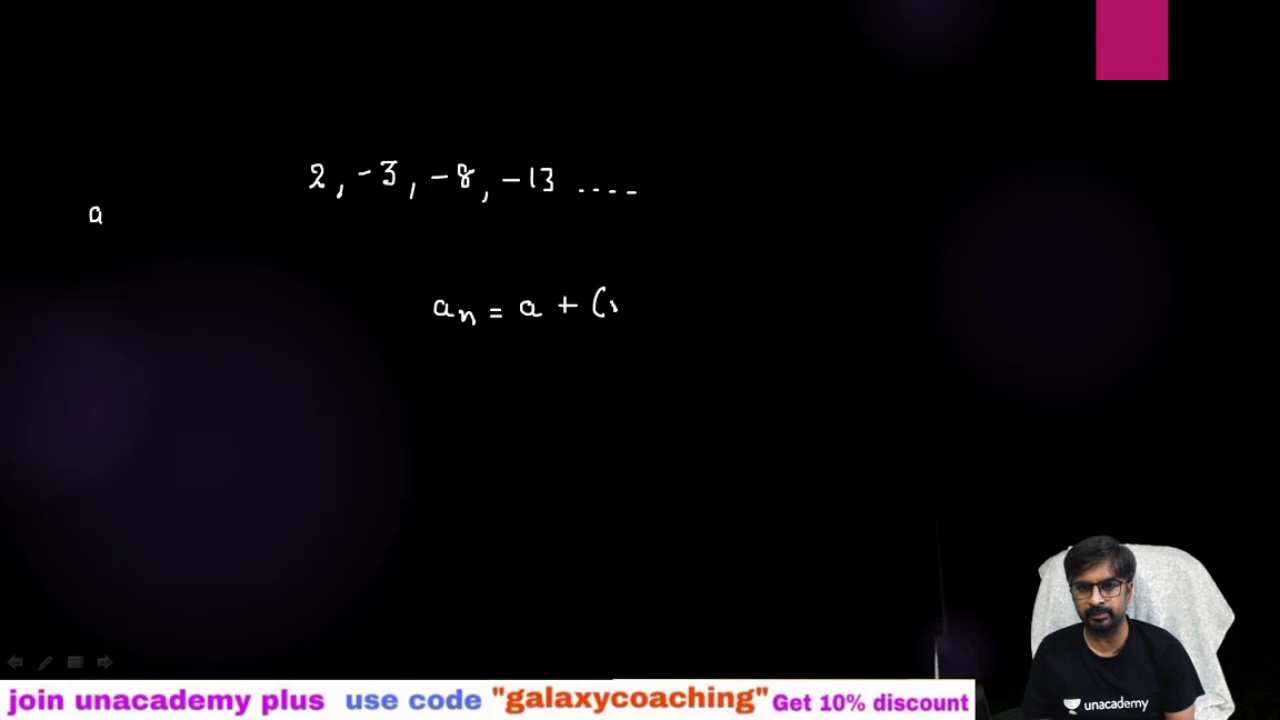 2, -3, -8, -13 ....
a
an = a + (
unacademy
join unacademy plus use code "galaxycoaching" Get 10% discount